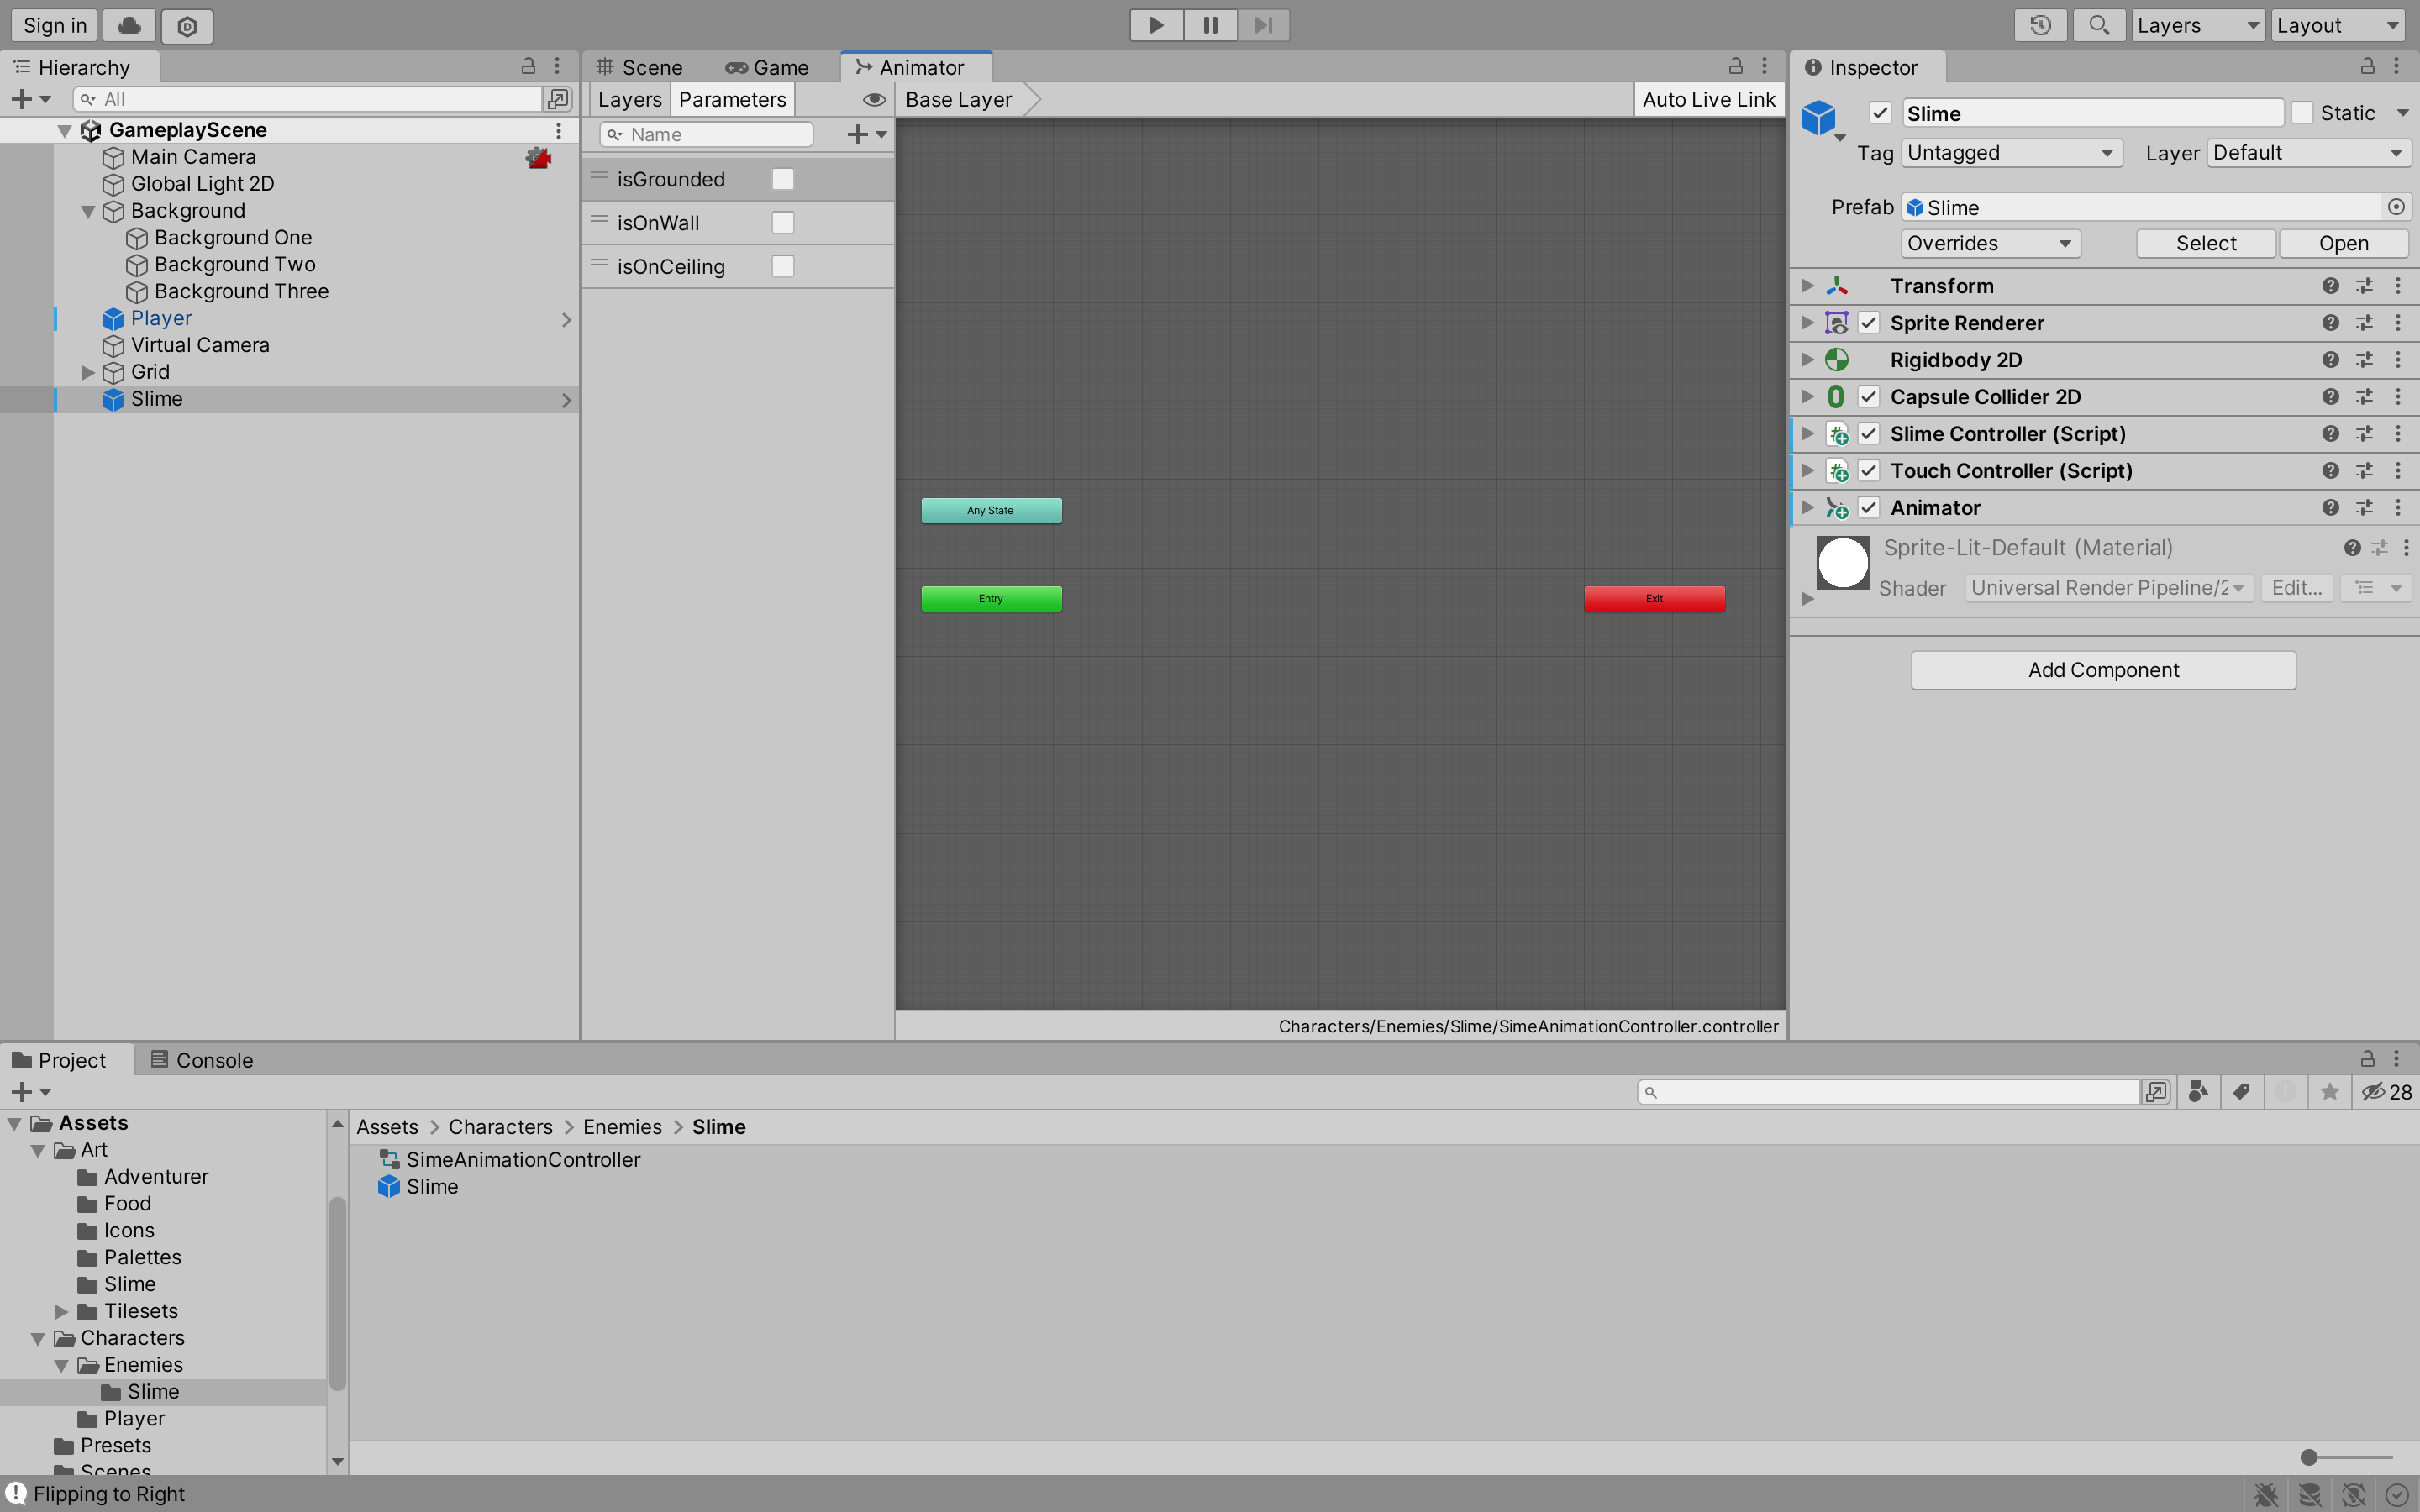 Sign in
Layers
Layout
Hierarchy
All
GameplayScene
Main Camera
Global Light 2D
Background
Background One
Background Two
Background Three
Player
Virtual Camera
Grid
Slime
Scene
Game
Animator
Layers
Parameters
Base Layer
Auto Live Link
Name
isGrounded
isOnWall
isOnCeiling
Any State
Entry
Exit
Characters/Enemies/Slime/SimeAnimationController.controller
Inspector
Slime
Static
Tag
Untagged
Layer
Default
Prefab
Slime
Overrides
Select
Open
Transform
Sprite Renderer
Rigidbody 2D
Capsule Collider 2D
Slime Controller (Script)
Touch Controller (Script)
Animator
Sprite-Lit-Default (Material)
Shader
Universal Render Pipeline/2
Edit...
Add Component
Project
Console
28
Assets
Art
Adventurer
Food
Icons
Palettes
Slime
Tilesets
Characters
Enemies
Slime
Player
Presets
Scenes
Assets > Characters > Enemies > Slime
SimeAnimationController
Slime
Flipping to Right